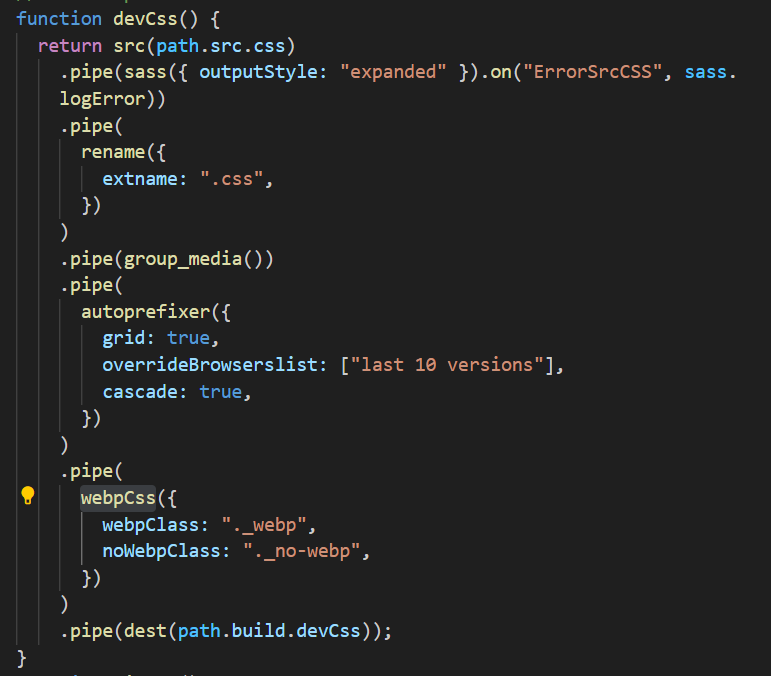 function devCss() {
  return src(path.src.css)
    .pipe(sass({ outputStyle: "expanded" }).on("ErrorSrcCSS", sass.
    logError))
    .pipe(
      rename({
        extname: ".css",
      })
    )
    .pipe(group_media())
    .pipe(
      autoprefixer({
        grid: true,
        overrideBrowserslist: ["last 10 versions"],
        cascade: true,
      })
    )
    .pipe(
      webpCss({
        webpClass: "._webp",
        noWebpClass: "._no-webp",
      })
    )
    .pipe(dest(path.build.devCss));
}